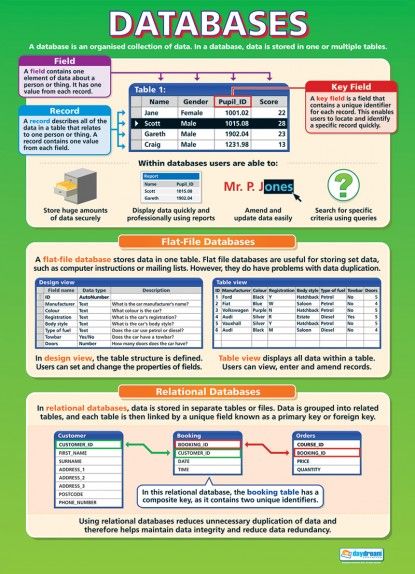 DATABASES
A database is an organised collection of data. In a database, data is stored in one or multiple tables.
Field
A field contains one
element of data about a
person or thing. It has one
value from each record.
Record
A record describes all of the
data in a table that relates
to one person or thing. A
record contains one value
from each field.
Table 1:
Name Gender Pupil_ID Score
Jane Female 1001.02 22
Scott Male 1015.08 28
Gareth Male 1902.04 23
Craig Male 1231.98 13
Key Field
A key field is a field that
contains a unique identifier
for each record. This enables
users to locate and identify
a specific record quickly.
Within databases users are able to:
Report
Name Pupil_ID
Scott 1015.08
Gareth 1902.04
Mr. P. Jones
?
Store huge amounts
of data securely
Display data quickly and
professionally using reports
Amend and
update data easily
Search for specific
criteria using queries
Flat-File Databases
A flat-file database stores data in one table. Flat file databases are useful for storing set data,
such as computer instructions or mailing lists. However, they do have problems with data duplication.
Design view
Field name Data type Description
ID AutoNumber
Manufacturer Text What is the car manufacturer's name?
Colour Text What colour is the car?
Registration Text What is the car's registration?
Body style Text What is the car's body style?
Type of fuel Text Does the car use petrol or diesel?
Towbar Yes/No Does the car have a towbar?
Doors Number How many doors does the car have?
Table view
ID Manufacturer Colour Registration Body style Type of fuel Towbar Doors
1 Ford Black Y Hatchback Petrol No 5
2 Fiat Blue W Saloon Petrol No
3 Volkswagen Purple N Hatchback Petrol No
4 Audi R Estate Diesel Yes 5
5 Vauxhall Silver Y Hatchback Petrol No
6 Audi Black M Saloon Diesel No
In design view, the table structure is defined.
Users can set and change the properties of fields.
Table view displays all data within a table.
Users can view, enter and amend records.
Relational Databases
In relational databases, data is stored in separate tables or files. Data is grouped into related
tables, and each table is then linked by a unique field known as a primary key or foreign key.
Customer
CUSTOMER_ID
FIRST_NAME
SURNAME
ADDRESS_1
ADDRESS_2
ADDRESS_3
POSTCODE
PHONE_NUMBER
Booking
BOOKING_ID
CUSTOMER_ID
DATE
TIME
Orders
COURSE_ID
BOOKING_ID
PRICE
QUANTITY
In this relational database, the booking table has a
composite key, as it contains two unique identifiers.
Using relational databases reduces unnecessary duplication of data and
therefore helps maintain data integrity and reduce data redundancy.
daydream